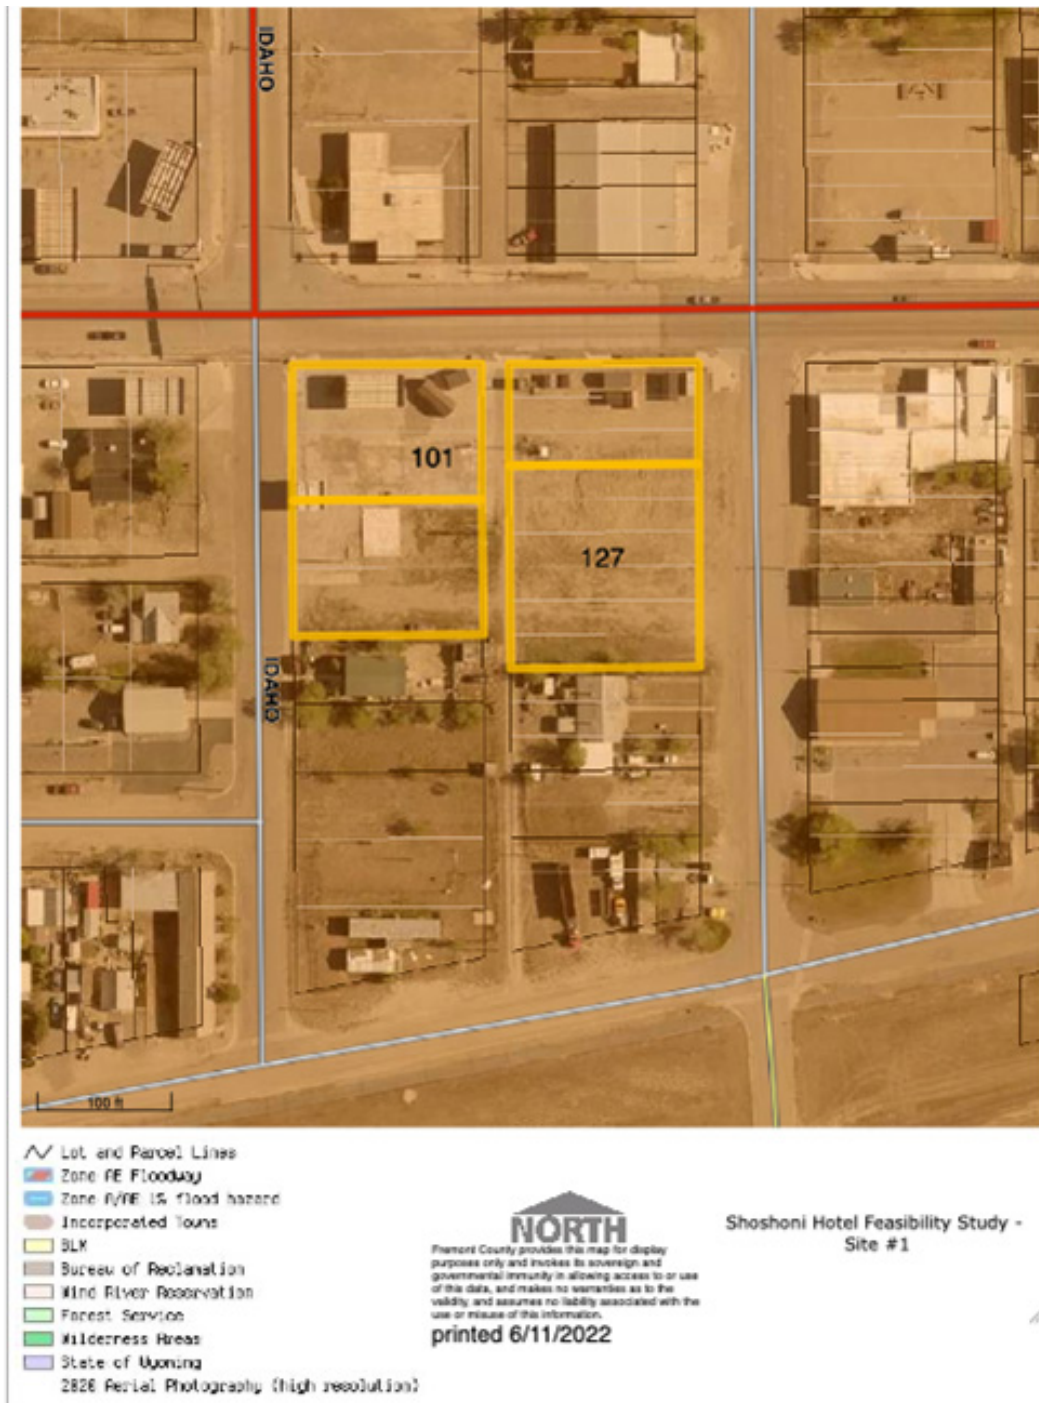 IDAHO
101
127
IDAHO
100 ft
Lot and Parcel Lines
Zone AE Floodway
Zone A/AE 1% flood hazard
Incorporated Towns
BLM
Bureau of Reclamation
Wind River Reservation
Forest Service
Wilderness Areas
State of Wyoming
2020 Aerial Photography (high resolution)
NORTH
Fremont County provides this map for display
purposes only and invokes its sovereign and
governmental immunity in allowing access to or use
of this data, and makes no warranties as to the
validity, and assumes no liability associated with the
use or misuse of this information.
printed 6/11/2022
Shoshoni Hotel Feasibility Study -
Site #1